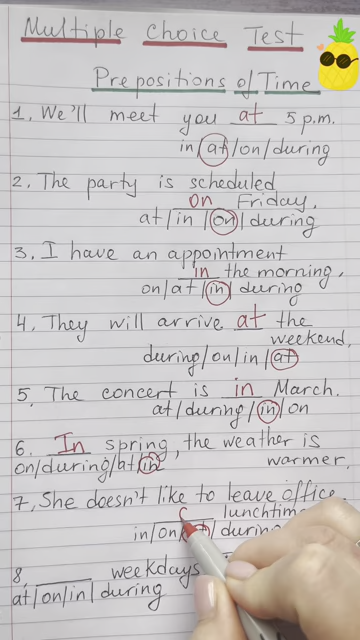 Multiple Choice Test
Prepositions of Time
1. We'll meet you at 5 p.m.
in/at/on/during
2. The party is scheduled
on Friday.
at/in/on/during
3. I have an appointment
in the morning.
on/at/in/during
4. They will arrive at the
weekend.
during/on/in/at
5. The concert is in March.
at/during/in/on
6. In spring, the weather is
on/during/at/in warmer.
7. She doesn't like to leave office
lunchtime
in/on/ during
8. ____ weekdays
at/on/in/during